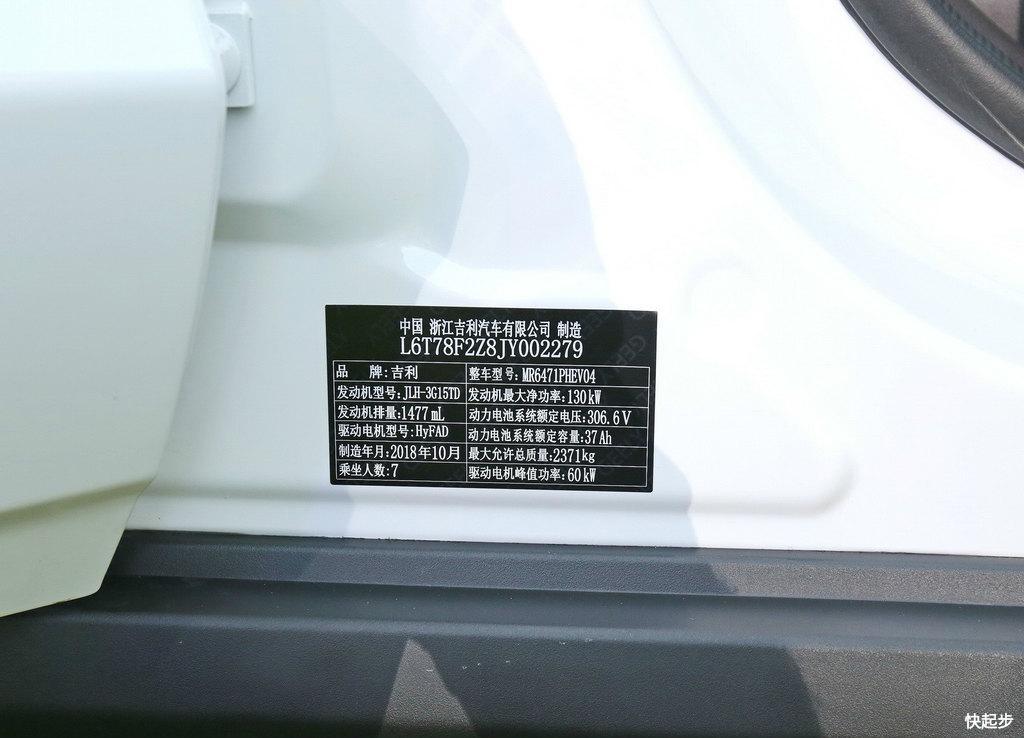 中国 浙江吉利汽车有限公司 制造
L6T78F2Z8JY002279
品 牌:吉利 整车型号:MR6471PHEV04
发动机型号:JLH-3G15TD 发动机最大净功率:130kW
发动机排量:1477mL 动力电池系统额定电压:306.6V
驱动电机型号:HyFAD 动力电池系统额定容量:37Ah
制造年月:2018年10月 最大允许总质量:2371kg
乘坐人数:7 驱动电机峰值功率:60kW
快起步